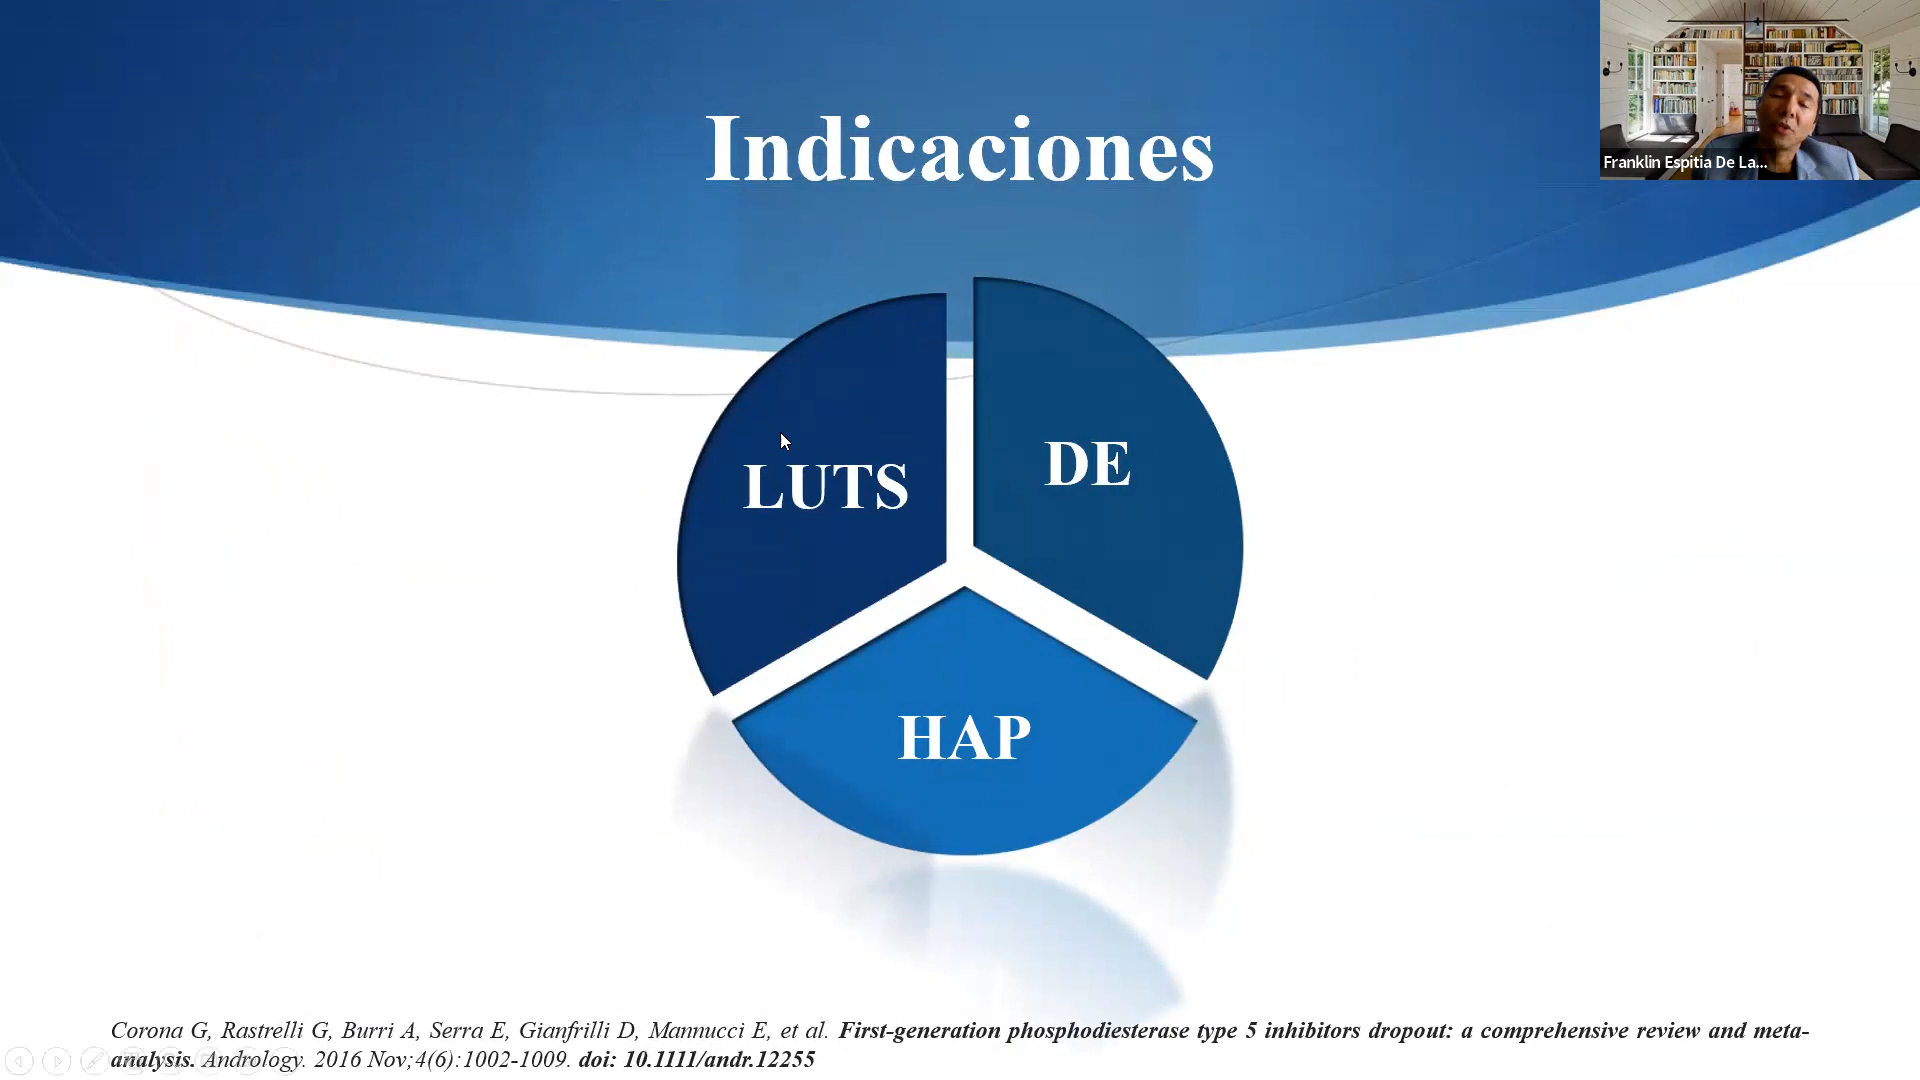 Indicaciones
Franklin Espitia De La...
LUTS
DE
HAP
Corona G, Rastrelli G, Burri A, Serra E, Gianfrilli D, Mannucci E, et al. First-generation phosphodiesterase type 5 inhibitors dropout: a comprehensive review and meta-
analysis. Andrology. 2016 Nov;4(6):1002-1009. doi: 10.1111/andr.12255